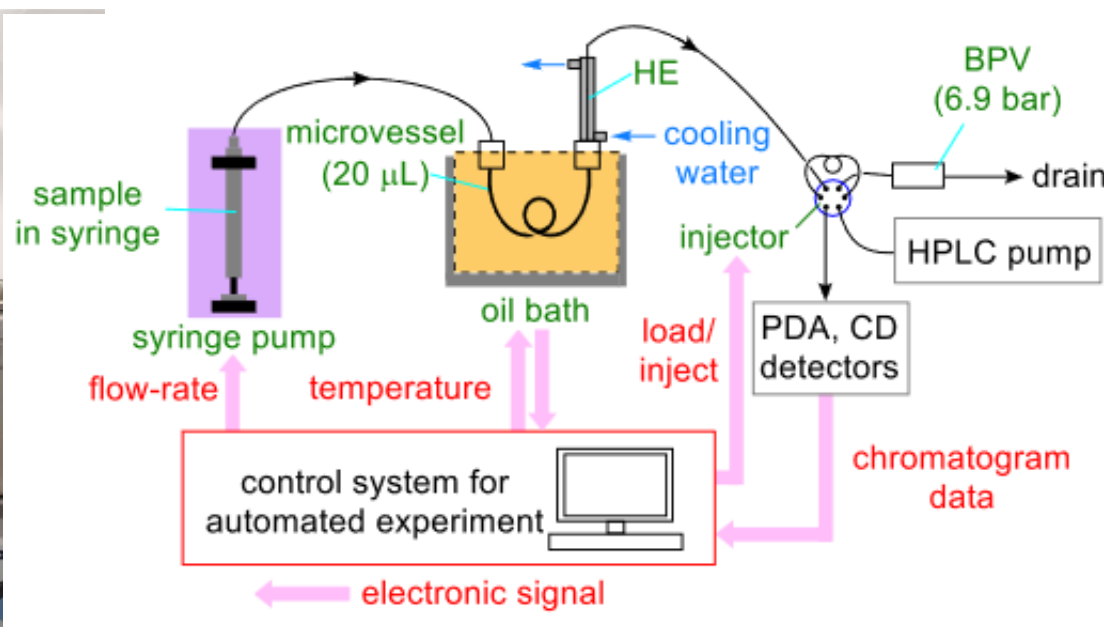 HE
BPV
(6.9 bar)
microvessel
(20 μL)
cooling
water
sample
in syringe
drain
injector
HPLC pump
oil bath
syringe pump
load/
inject
PDA, CD
detectors
flow-rate
temperature
chromatogram
data
control system for
automated experiment
electronic signal